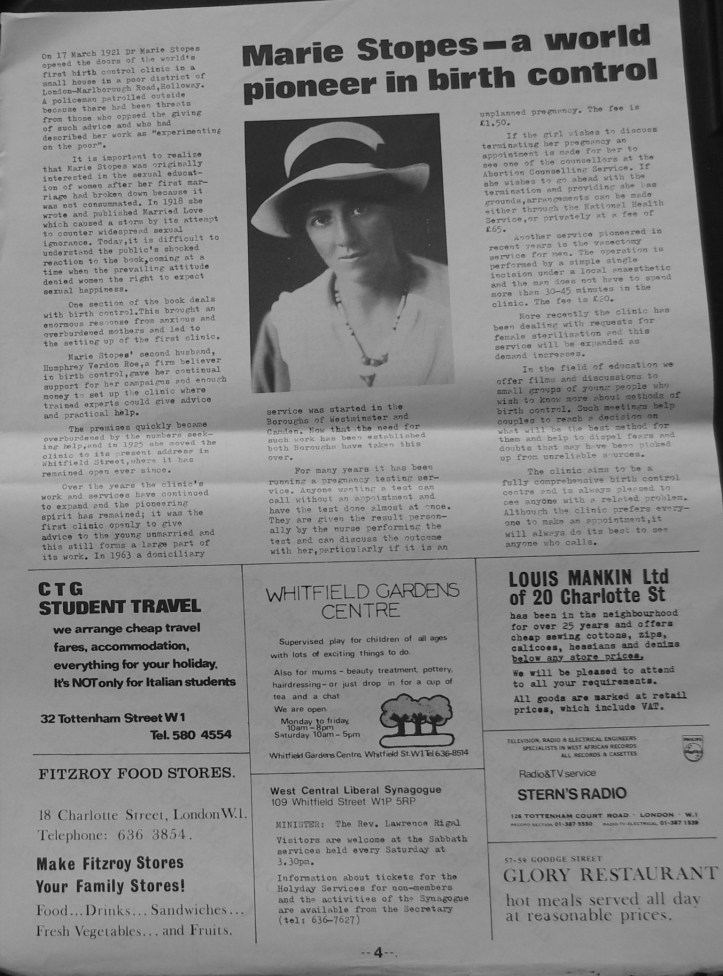 Marie Stopes—a world
pioneer in birth control
On 17 March 1921 Dr Marie Stopes
opened the doors of the world's
first birth control clinic in a
small house in a poor district of
London-Marlborough Road,Holloway.
A policeman patrolled outside
because there had been threats
from those who oppsed the giving
of such advice and who had
described her work as "experimenting
on the poor".
It is important to realize
that Marie Stopes was originally
interested in the sexual educat-
ion of women after her first mar-
riage had broken down because it
was not consummated. In 1918 she
wrote and published Married Love
which caused a storm by its attempt
to counter widespread sexual
ignorance. Today,it is difficult to
understand the public's shocked
reaction to the book,coming at a
time when the prevailing attitude
denied women the right to expect
sexual happiness.
One section of the book deals
with birth control.This brought an
enormous response from anxious and
overburdened mothers and led to
the setting up of the first clinic.
Marie Stopes' second husband,
Humphrey Verdon Roe,a firm believer
in birth control,gave her continual
support for her campaigns and enough
money to set up the clinic where
trained experts could give advice
and practical help.
The premises quickly became
overburdened by the numbers seek-
ing help,and in 1925 she moved the
clinic to its present address in
Whitfield Street,where it has
remained open ever since.
Over the years the clinic's
work and services have continued
to expand and the pioneering
spirit has remained; it was the
first clinic openly to give
advice to the young unmarried and
this still forms a large part of
its work. In 1963 a domiciliary
service was started in the
Boroughs of Westminster and
Camden. Now that the need for
such work has been established
both Boroughs have taken this
over.
For many years it has been
running a pregnancy testing ser-
vice. Anyone wanting a test can
call without an appointment and
have the test done almost at once.
They are given the result person-
ally by the nurse performing the
test and can discuss the outcome
with her,particularly if it is an
unplanned pregnancy. The fee is
£1.50.
If the girl wishes to discuss
terminating her pregnancy an
appointment is made for her to
see one of the counsellors at the
Abortion Counselling Service. If
she wishes to go ahead with the
termination and providing she has
grounds,arrangements can be made
either through the National Health
Service,or privately at a fee of
£65.
Another service pioneered in
recent years is the vasectomy
service for men. The operation is
performed by a simple single
incision under a local anaesthetic
and the man does not have to spend
more than 30-45 minutes in the
clinic. The fee is
More recently the clinic has
been dealing with requests for
female sterilisation and this
service will be expanded as
demand increases.
In the field of education we
offer films and discussions to
small groups of young people who
wish to know more about methods of
birth control. Such meetings help
couples to reach a decision on
what will be the best method for
them and help to dispel fears and
doubts that may have been picked
up from unreliable sources.
The clinic aims to be a
fully comprehensive birth control
centre and is always pleased to
see anyone with a related problem.
Although the clinic prefers every-
one to make an appointment,it
will always do its best to see
anyone who calls.
CTG
STUDENT TRAVEL
we arrange cheap travel
fares, accommodation,
everything for your holiday.
It's NOT only for Italian students
32 Tottenham Street W1
Tel. 580 4554
FITZROY FOOD STORES.
18 Charlotte Street, London W.1.
Telephone: 636 3854.
Make Fitzroy Stores
Your Family Stores!
Food...Drinks...Sandwiches...
Fresh Vegetables...and Fruits.
WHITFIELD GARDENS
CENTRE
Supervised play for children of all ages
with lots of exciting things to do.
Also for mums - beauty treatment, pottery,
hairdressing - or just drop in for a cup of
tea and a chat
We are open
Monday to friday
10am - 8pm
Saturday 10am - 5pm
Whitfield Gardens Centre, Whitfield St. W1 Tel 636-8514
West Central Liberal Synagogue
109 Whitfield Street W1P 5RP
MINISTER: The Rev. Lawrence Rigal
Visitors are welcome at the Sabbath
services held every Saturday at
3.30pm.
Information about tickets for the
Holyday Services for non-members
and the activities of the Synagogue
are available from the Secretary
(tel: 636-7627)
LOUIS MANKIN Ltd
of 20 Charlotte St
has been in the neighbourhood
for over 25 years and offers
cheap sewing cottons, zips,
calicoes, hessians and denims
below any store prices.
We will be pleased to attend
to all your requirements.
All goods are marked at retail
prices, which include VAT.
TELEVISION, RADIO & ELECTRICAL ENGINEERS
SPECIALISTS IN WEST AFRICAN RECORDS
ALL RECORDS & CASETTES
PHILIPS
Radio&TV service
STERN'S RADIO
126 TOTTENHAM COURT ROAD · LONDON · W.1
RECORD SECTION 01-387 5550 RADIO-TV-ELECTRICAL 01-387 1539
57-58 GOODGE STREET
GLORY RESTAURANT
hot meals served all day
at reasonable prices.
--4--